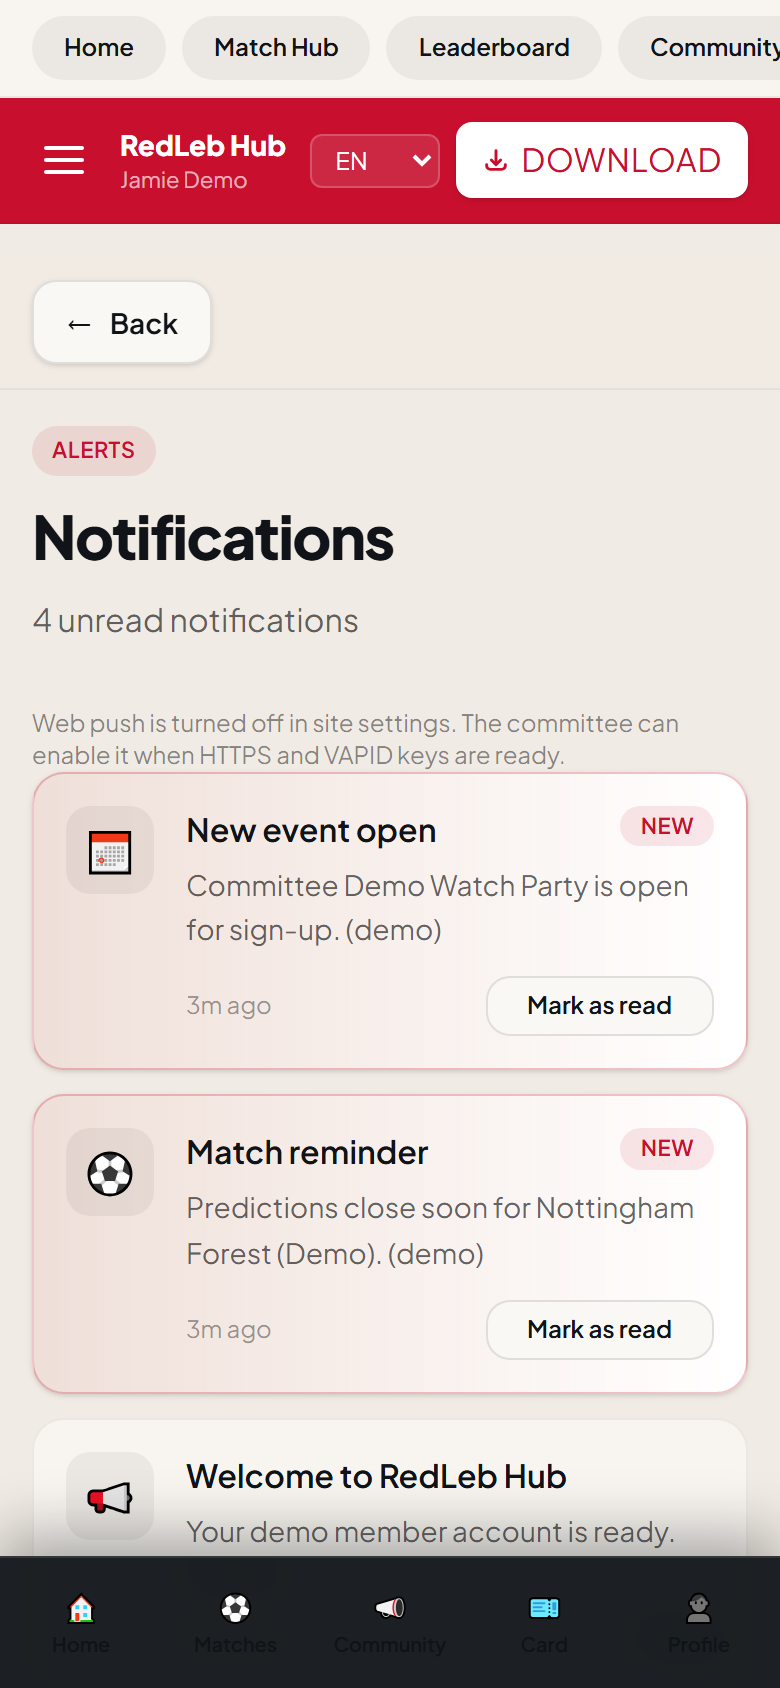 Home
Match Hub
Leaderboard
Community
RedLeb Hub
Jamie Demo
EN
DOWNLOAD
← Back
ALERTS
Notifications
4 unread notifications
Web push is turned off in site settings. The committee can
enable it when HTTPS and VAPID keys are ready.
New event open
NEW
Committee Demo Watch Party is open
for sign-up. (demo)
3m ago
Mark as read
Match reminder
NEW
Predictions close soon for Nottingham
Forest (Demo). (demo)
3m ago
Mark as read
Welcome to RedLeb Hub
Your demo member account is ready.
Home
Matches
Community
Card
Profile